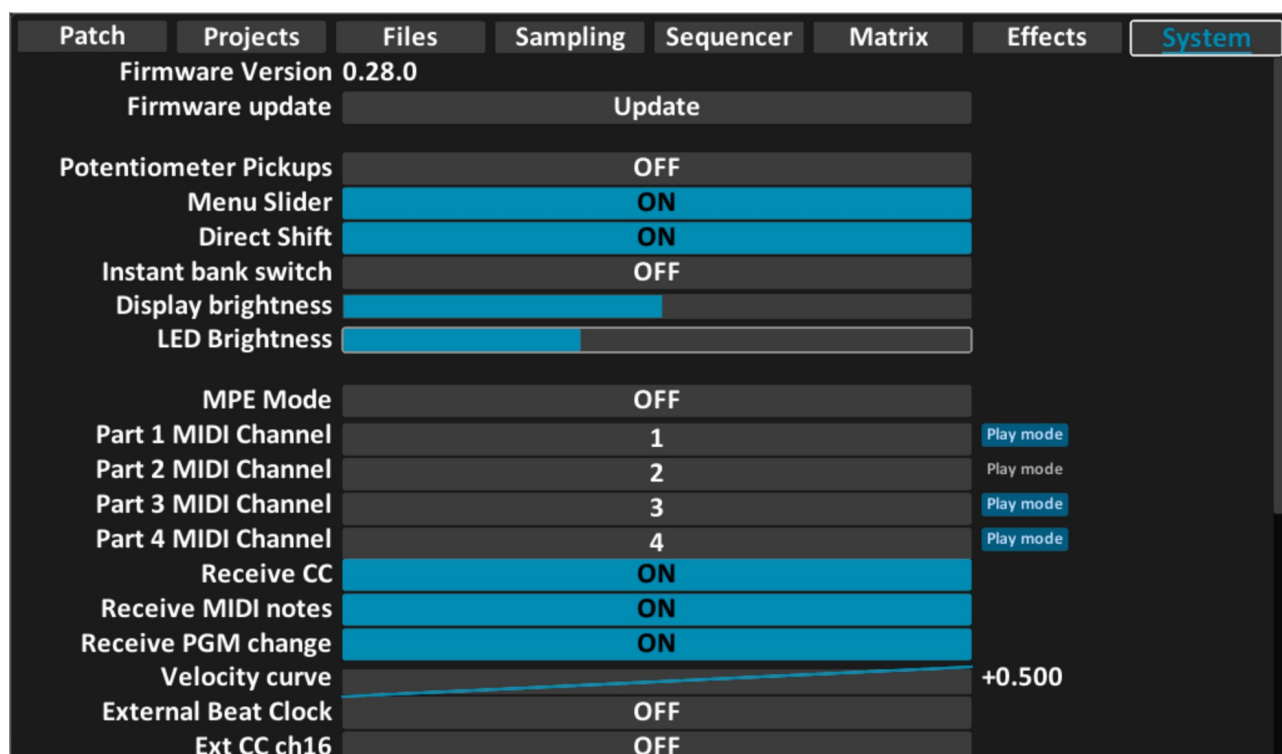 Patch Projects Files Sampling Sequencer Matrix Effects System
Firmware Version 0.28.0
Firmware update Update
Potentiometer Pickups OFF
Menu Slider ON
Direct Shift ON
Instant bank switch OFF
Display brightness
LED Brightness
MPE Mode OFF
Part 1 MIDI Channel 1 Play mode
Part 2 MIDI Channel 2 Play mode
Part 3 MIDI Channel 3 Play mode
Part 4 MIDI Channel 4 Play mode
Receive CC ON
Receive MIDI notes ON
Receive PGM change ON
Velocity curve +0.500
External Beat Clock OFF
Ext CC ch16 OFF